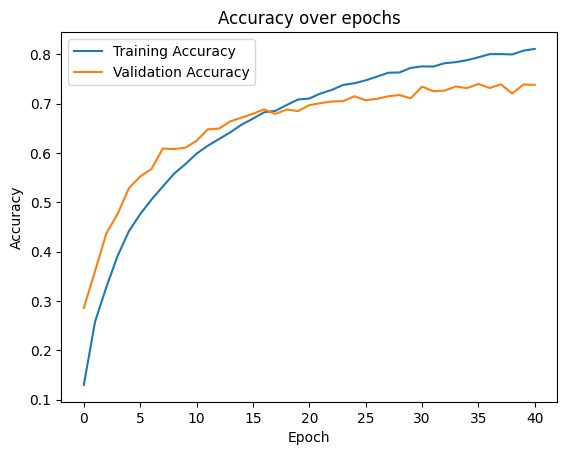 Accuracy over epochs
Training Accuracy
Validation Accuracy
Accuracy
0.8
0.7
0.6
0.5
0.4
0.3
0.2
0.1
0 5 10 15 20 25 30 35 40
Epoch